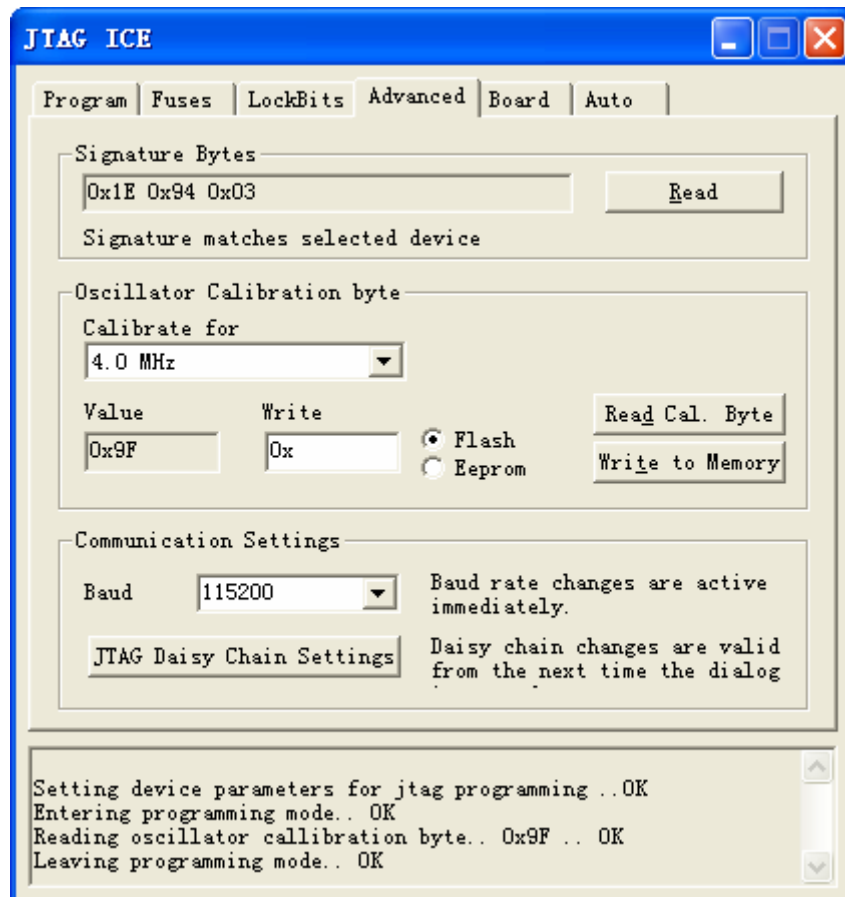 JTAG ICE
Program Fuses LockBits Advanced Board Auto
Signature Bytes
0x1E 0x94 0x03
Read
Signature matches selected device
Oscillator Calibration byte
Calibrate for
4.0 MHz
Value Write
0x9F 0x
Flash
Eeprom
Read Cal. Byte
Write to Memory
Communication Settings
Baud 115200
Baud rate changes are active
immediately.
JTAG Daisy Chain Settings
Daisy chain changes are valid
from the next time the dialog
Setting device parameters for jtag programming ..OK
Entering programming mode.. OK
Reading oscillator callibration byte.. 0x9F .. OK
Leaving programming mode.. OK